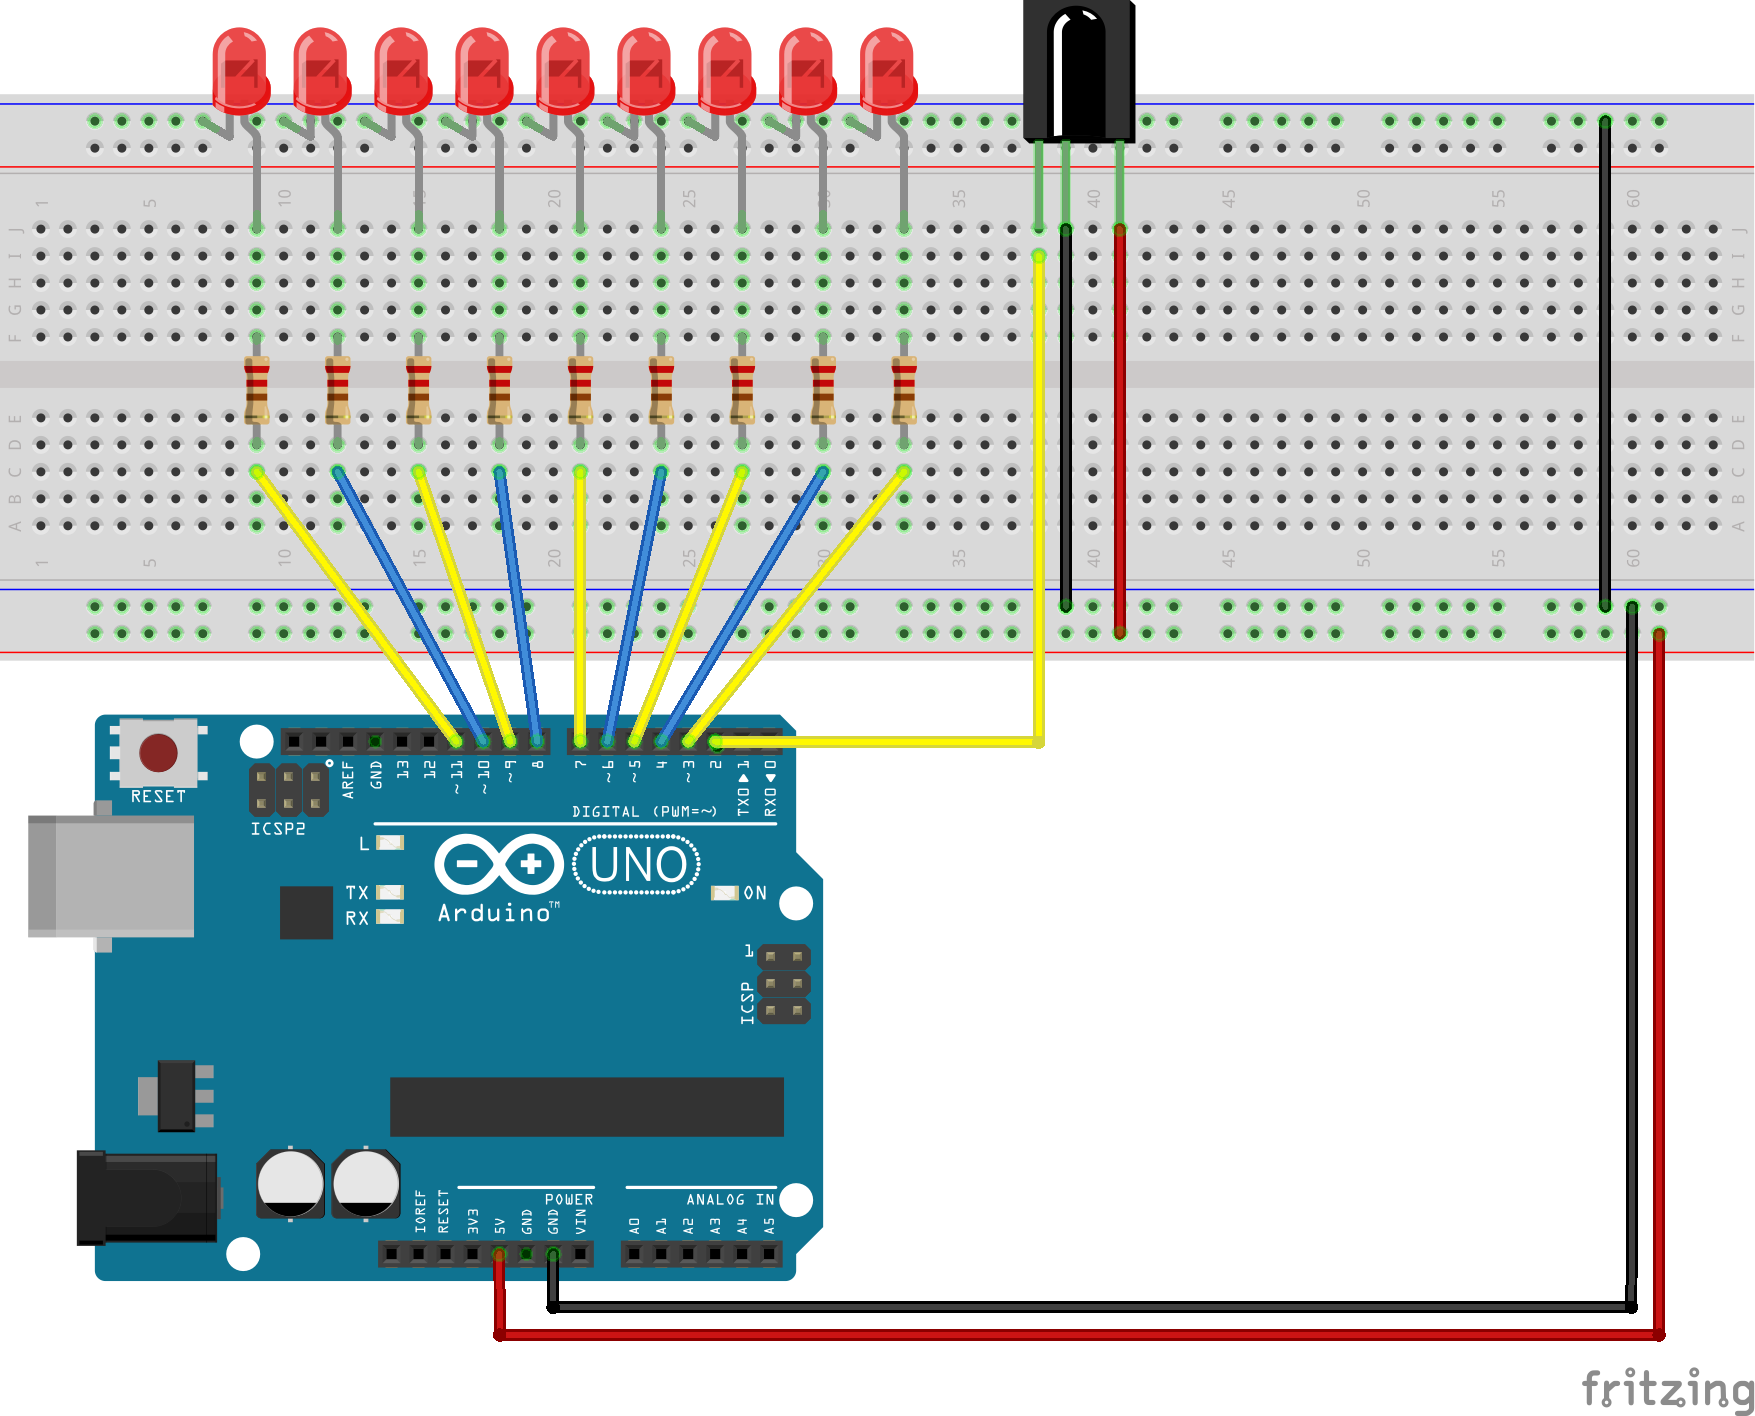 1 5 10 15 20 25 30 35 40 45 50 55 60
J J
I I
H H
G G
F F
E E
D D
C C
B B
A A
1 5 10 15 20 25 30 35 40 45 50 55 60
RESET
ICSP2
AREF GND 13 12 ~11 ~10 ~9 8 7 ~6 ~5 4 ~3 2 TX0▶1 RX0◀0
DIGITAL (PWM=~)
L
TX
RX
UNO
Arduino™
ON
1
ICSP
POWER
ANALOG IN
IOREF RESET 3V3 5V GND GND VIN A0 A1 A2 A3 A4 A5
fritzing